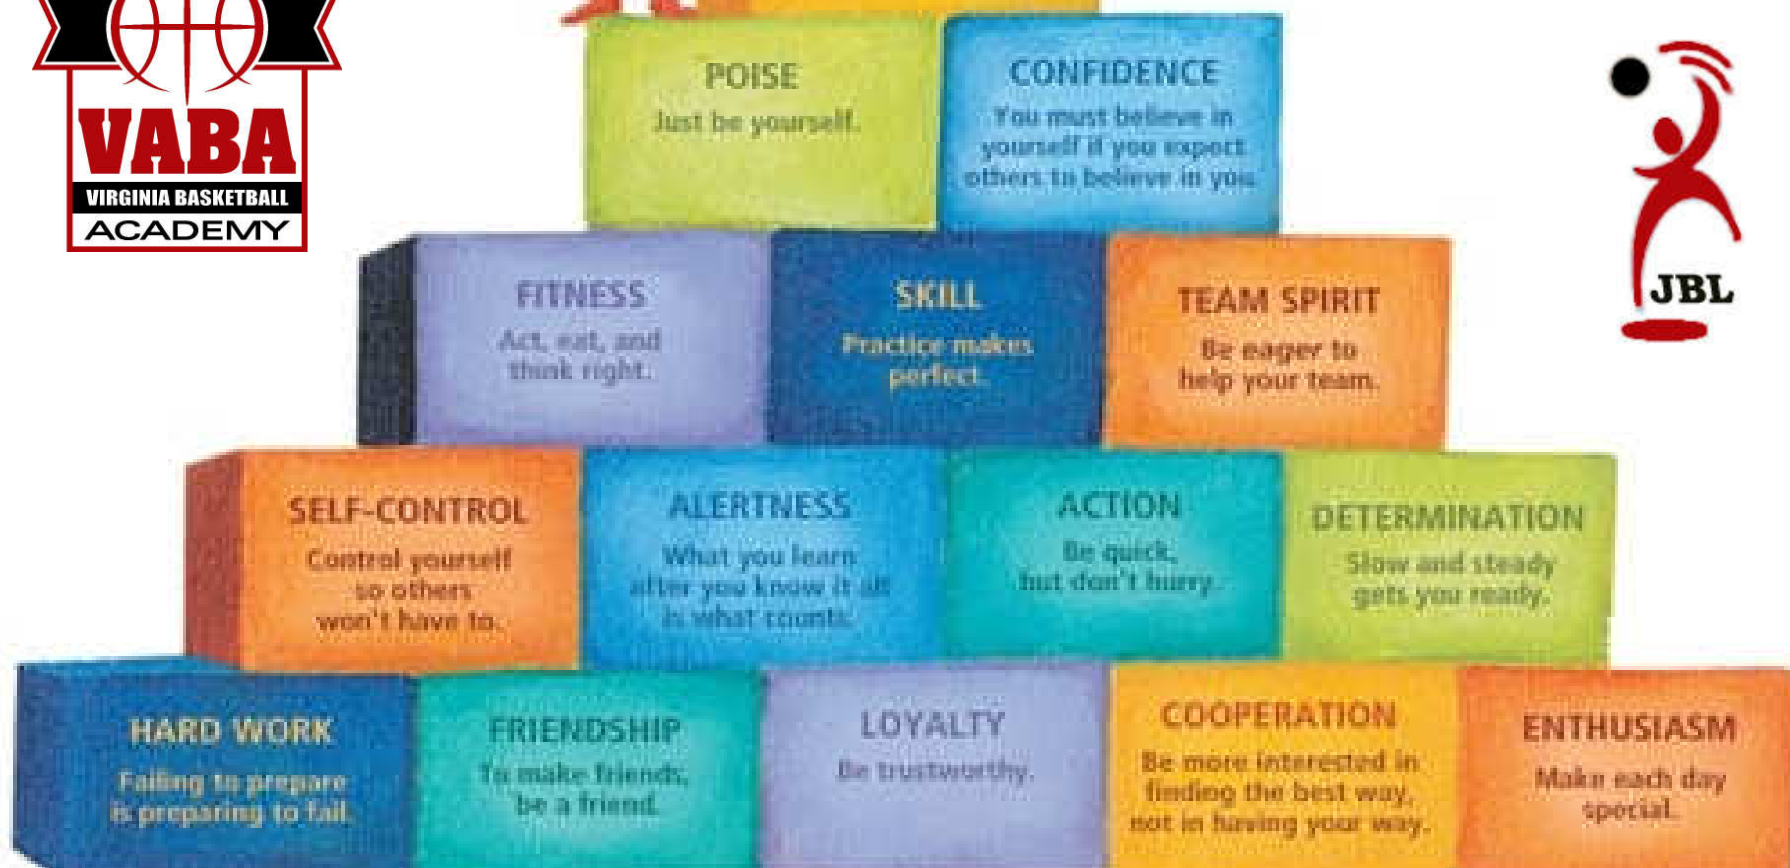 VABA
VIRGINIA BASKETBALL
ACADEMY
POISE
Just be yourself.
CONFIDENCE
You must believe in
yourself if you expect
others to believe in you.
JBL
FITNESS
Act, eat, and
think right.
SKILL
Practice makes
perfect.
TEAM SPIRIT
Be eager to
help your team.
SELF-CONTROL
Control yourself
so others
won't have to.
ALERTNESS
What you learn
after you know it all
is what counts.
ACTION
Be quick,
but don't hurry.
DETERMINATION
Slow and steady
gets you ready.
HARD WORK
Failing to prepare
is preparing to fail.
FRIENDSHIP
To make friends,
be a friend.
LOYALTY
Be trustworthy.
COOPERATION
Be more interested in
finding the best way,
not in having your way.
ENTHUSIASM
Make each day
special.